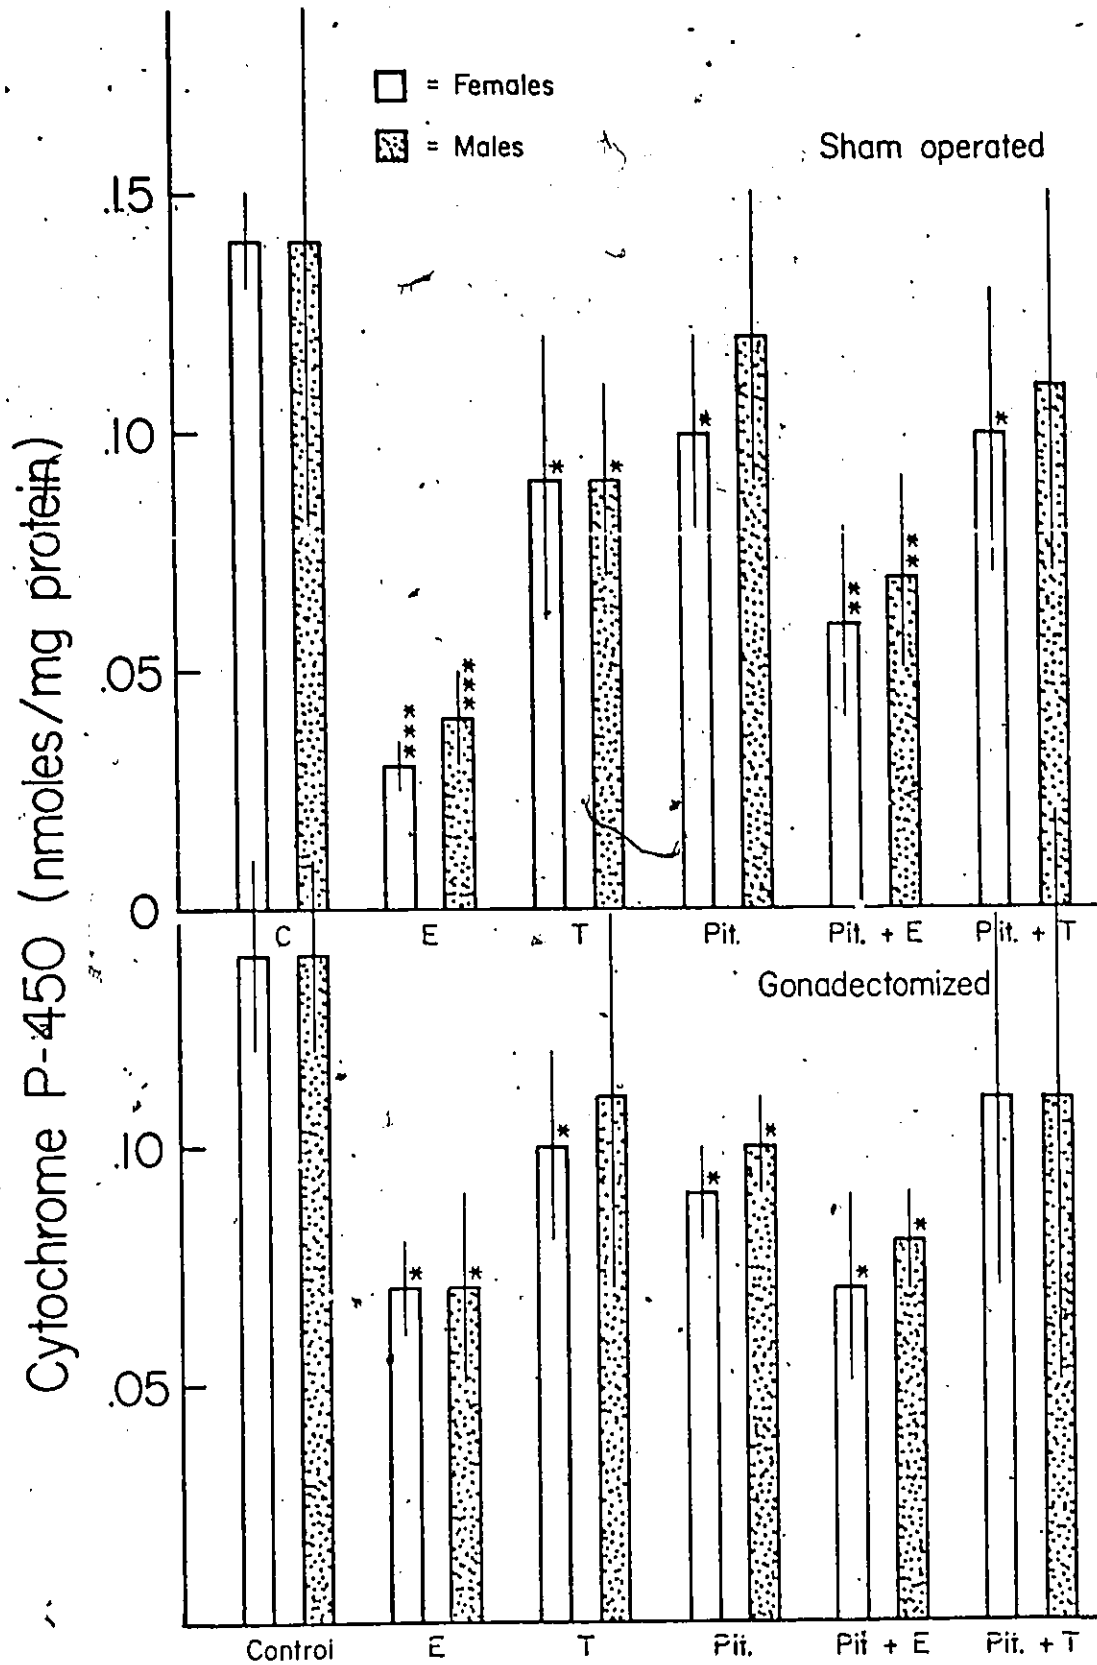 = Females
= Males
Sham operated
.15
.10
.05
0
Cytochrome P-450 (nmoles/mg protein)
* * * * * * *** *** ** **
C E T Pit. Pit. + E Pit. + T
Gonadectomized
.10
.05
* * * * * * *
Control E T Pit. Pit + E Pit. + T